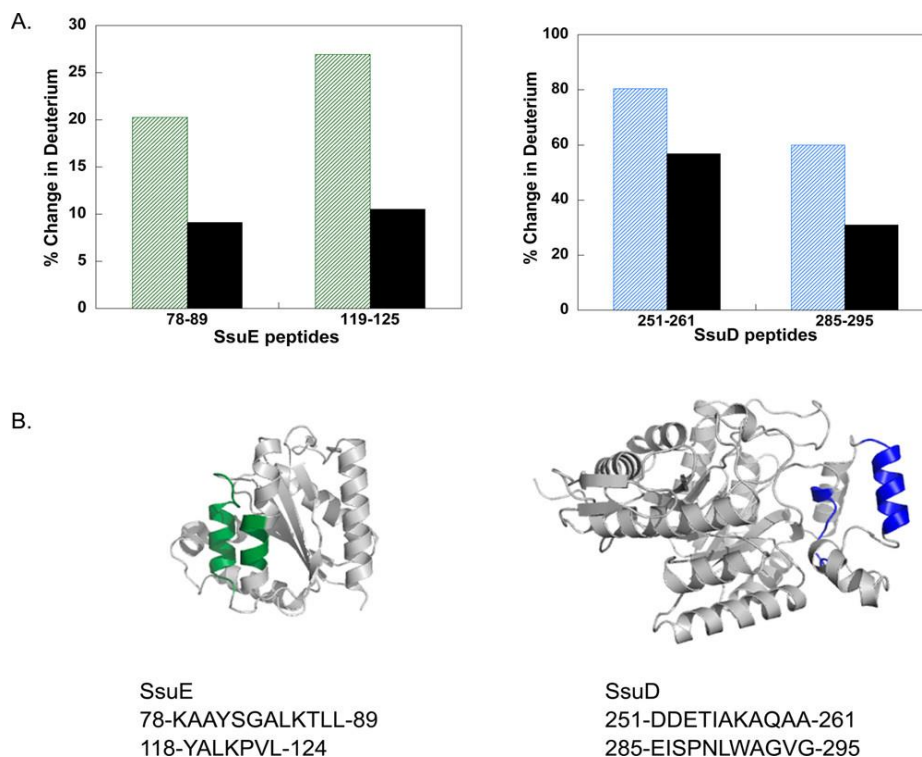 A.
30
25
20
15
10
5
0
% Change in Deuterium
78-89
119-125
SsuE peptides
100
80
60
40
20
0
% Change in Deuterium
251-261
285-295
SsuD peptides
B.
SsuE
78-KAAYSGALKTLL-89
118-YALKPVL-124
SsuD
251-DDETIAKAQAA-261
285-EISPNLWAGVG-295